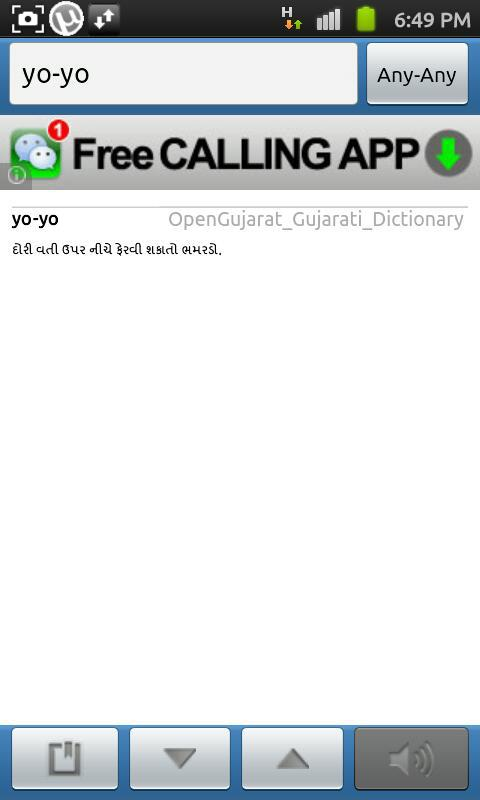 6:49 PM
yo-yo
Any-Any
1
Free CALLING APP
yo-yo OpenGujarat_Gujarati_Dictionary
દોરી વતી ઉપર નીચે ફેરવી શકાતો ભમરડો.